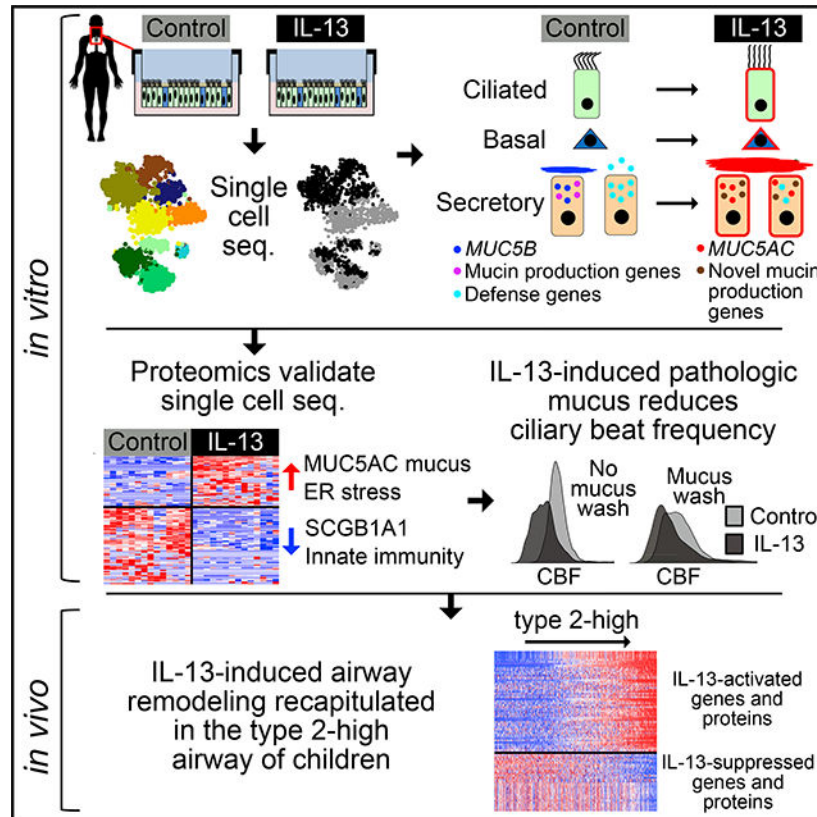 in vitro
Control
IL-13
Single
cell
seq.
Control
IL-13
Ciliated
Basal
Secretory
MUC5B
Mucin production genes
Defense genes
MUC5AC
Novel mucin
production
genes
Proteomics validate
single cell seq.
Control
IL-13
MUC5AC mucus
ER stress
SCGB1A1
Innate immunity
IL-13-induced pathologic
mucus reduces
ciliary beat frequency
No
mucus
wash
Mucus
wash
Control
IL-13
CBF
CBF
in vivo
IL-13-induced airway
remodeling recapitulated
in the type 2-high
airway of children
type 2-high
IL-13-activated
genes and
proteins
IL-13-suppressed
genes and
proteins